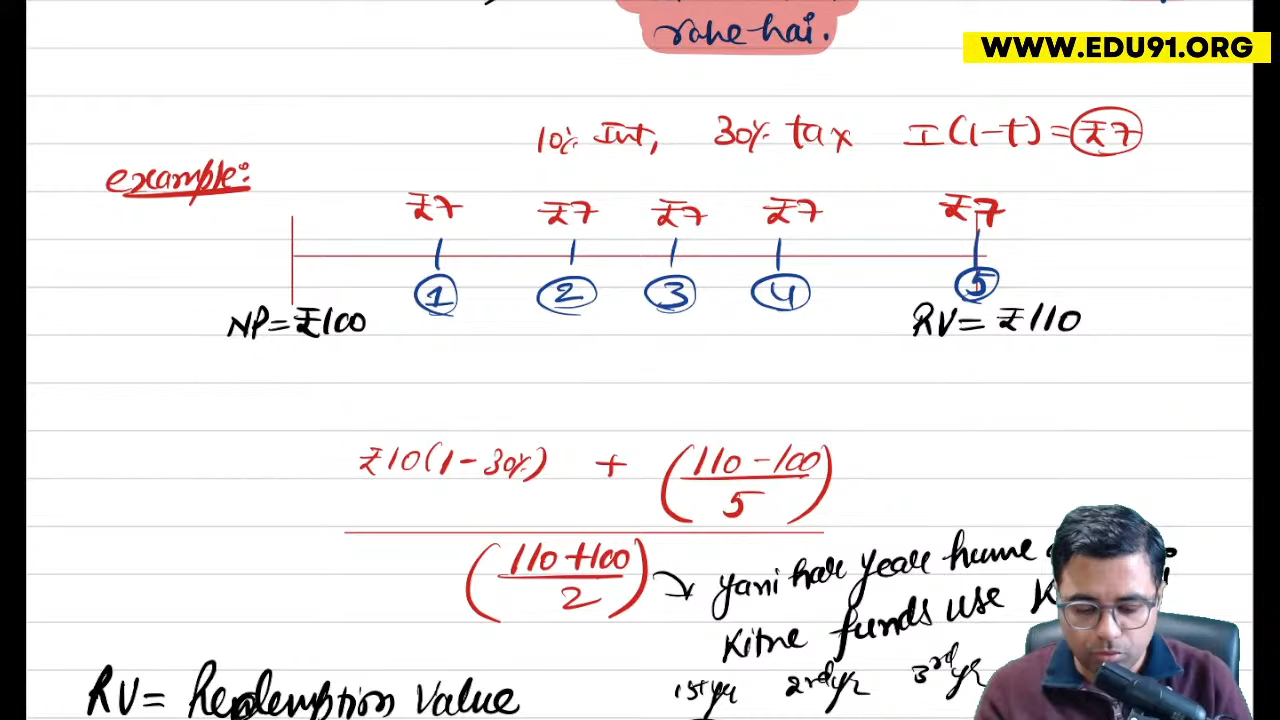 rahe hai.
WWW.EDU91.ORG
10% Int, 30% tax I(1-t) = ₹7
example:
₹7 ₹7 ₹7 ₹7 ₹7
1 2 3 4 5
NP = ₹100 RV = ₹110
₹10(1-30%) + (110-100 / 5)
(110+100 / 2)
yani har year hume
kitne funds use
1st yr 2nd yr 3rd yr
RV = Redemption Value